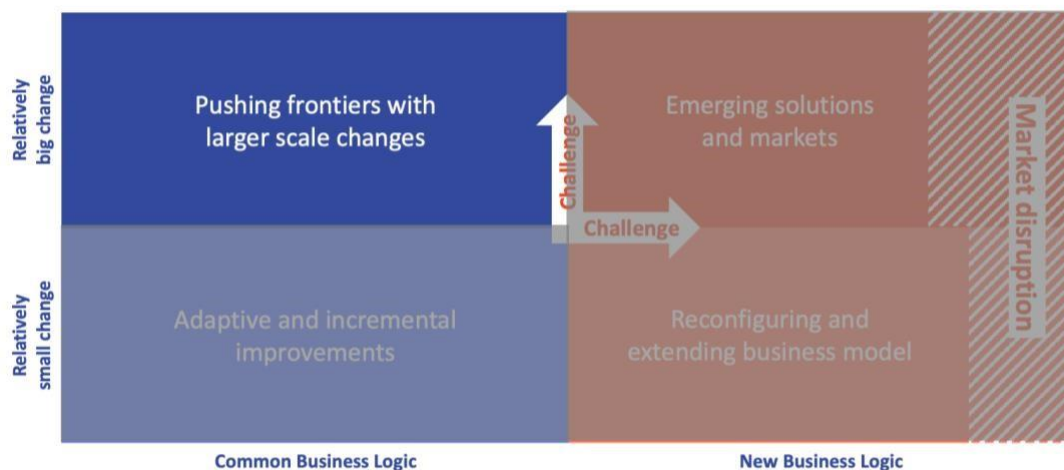 Relatively
big change
Pushing frontiers with
larger scale changes
Emerging solutions
and markets
Challenge
Challenge
Market disruption
Relatively
small change
Adaptive and incremental
improvements
Reconfiguring and
extending business model
Common Business Logic
New Business Logic